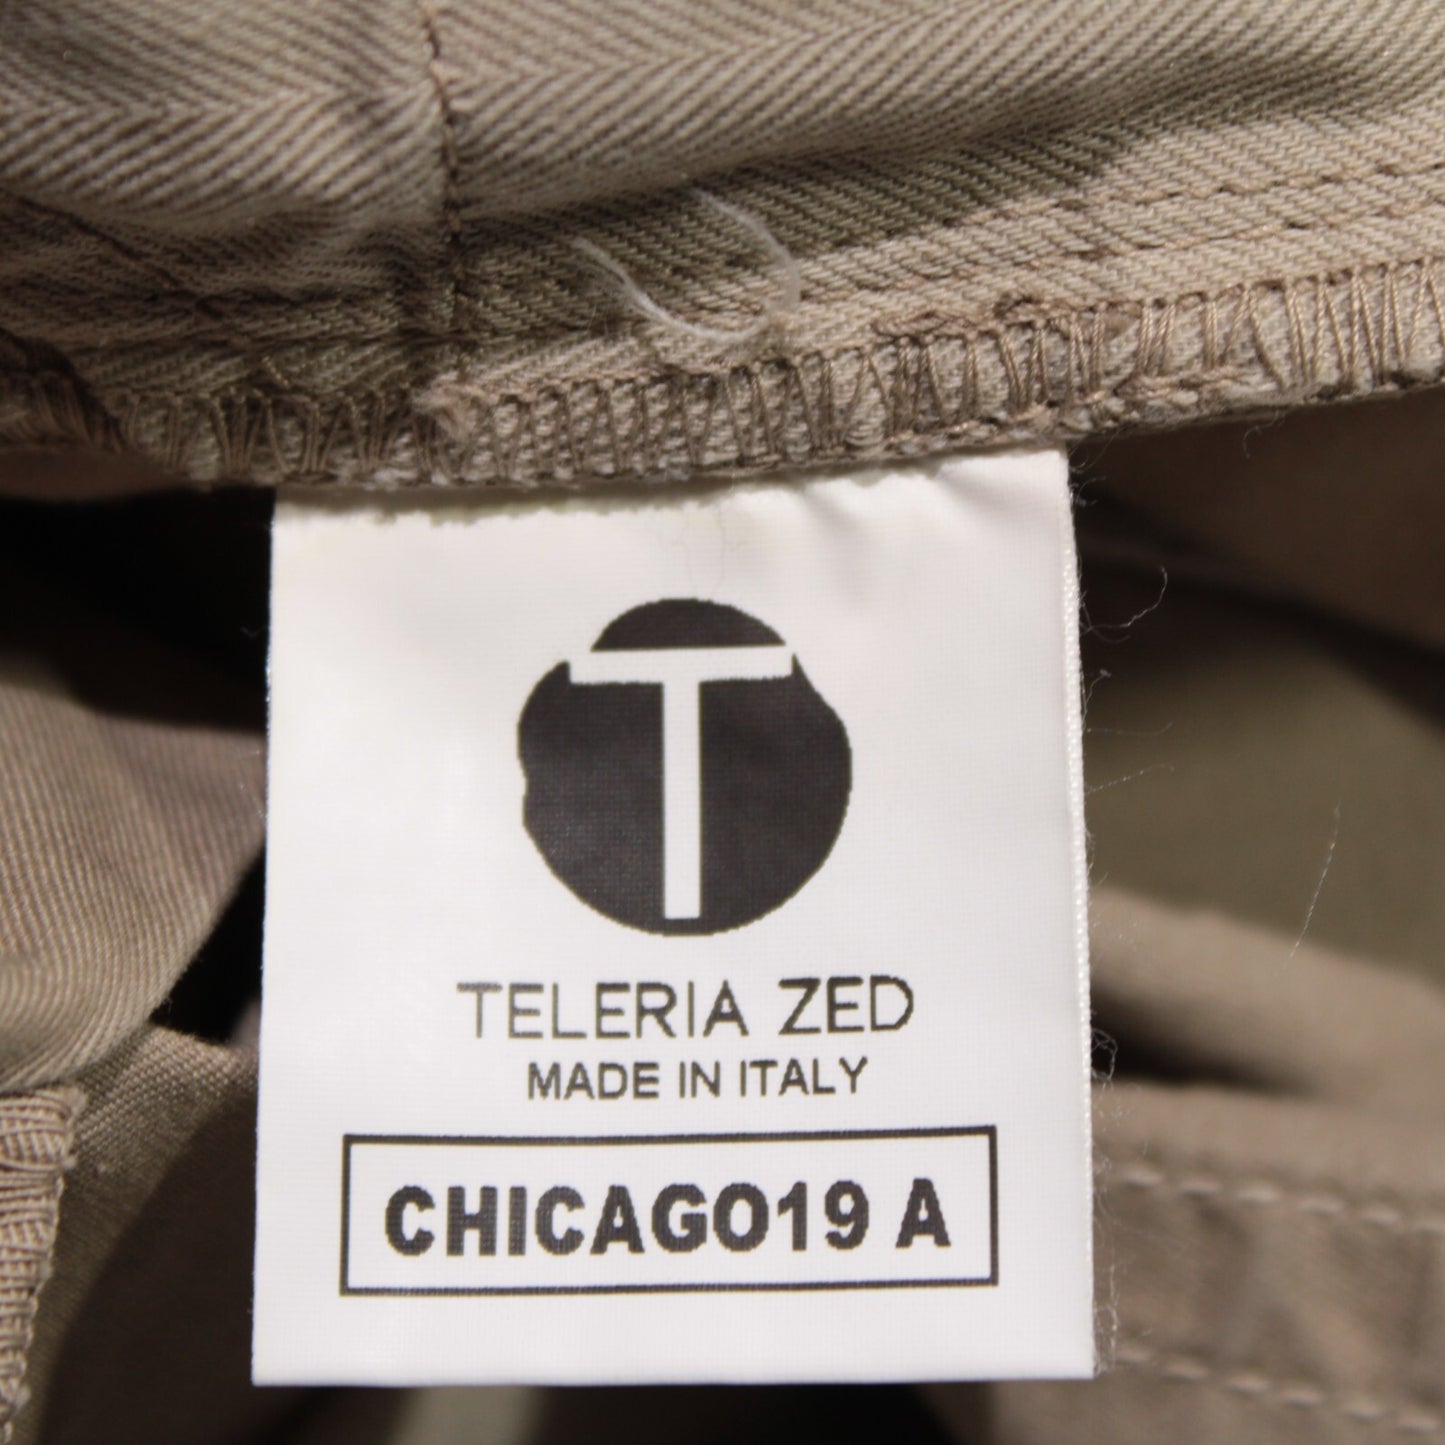 T
TELERIA ZED
MADE IN ITALY
CHICAGO19 A